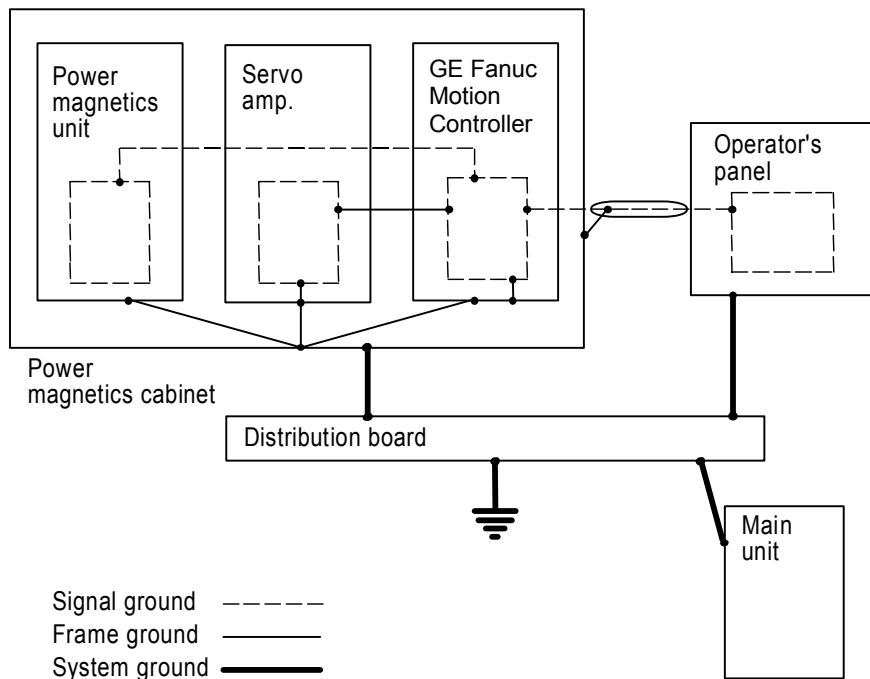 Power
magnetics
unit
Servo
amp.
GE Fanuc
Motion
Controller
Operator's
panel
Power
magnetics cabinet
Distribution board
Main
unit
Signal ground
Frame ground
System ground